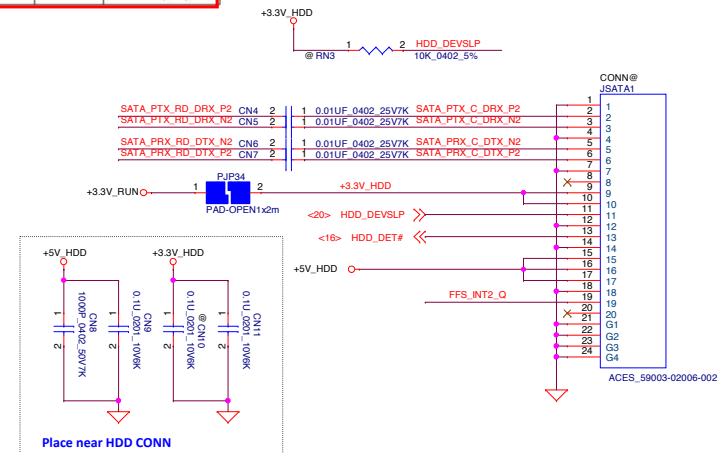 +3.3V_HDD
@ RN3 1 2 HDD_DEVSLP
10K_0402_5%
CONN@
JSATA1
SATA_PTX_RD_DRX_P2 CN4 2 1 0.01UF_0402_25V7K SATA_PTX_C_DRX_P2
SATA_PTX_RD_DRX_N2 CN5 2 1 0.01UF_0402_25V7K SATA_PTX_C_DRX_N2
SATA_PRX_RD_DTX_N2 CN6 2 1 0.01UF_0402_25V7K SATA_PRX_C_DTX_N2
SATA_PRX_RD_DTX_P2 CN7 2 1 0.01UF_0402_25V7K SATA_PRX_C_DTX_P2
PJP34
+3.3V_RUN 1 2 +3.3V_HDD
PAD-OPEN1x2m
<20> HDD_DEVSLP
<16> HDD_DET#
+5V_HDD
FFS_INT2_Q
1 1
2 2
3 3
4 4
5 5
6 6
7 7
8 8
9 9
10 10
11 11
12 12
13 13
14 14
15 15
16 16
17 17
18 18
19 19
20 20
21 G1
22 G2
23 G3
24 G4
ACES_59003-02006-002
+5V_HDD
+3.3V_HDD
1 2 CN8
1000P_0402_50V7K
1 2 CN9
0.1U_0201_10V6K
1 2 @ CN10
0.1U_0201_10V6K
1 2 CN11
0.1U_0201_10V6K
Place near HDD CONN